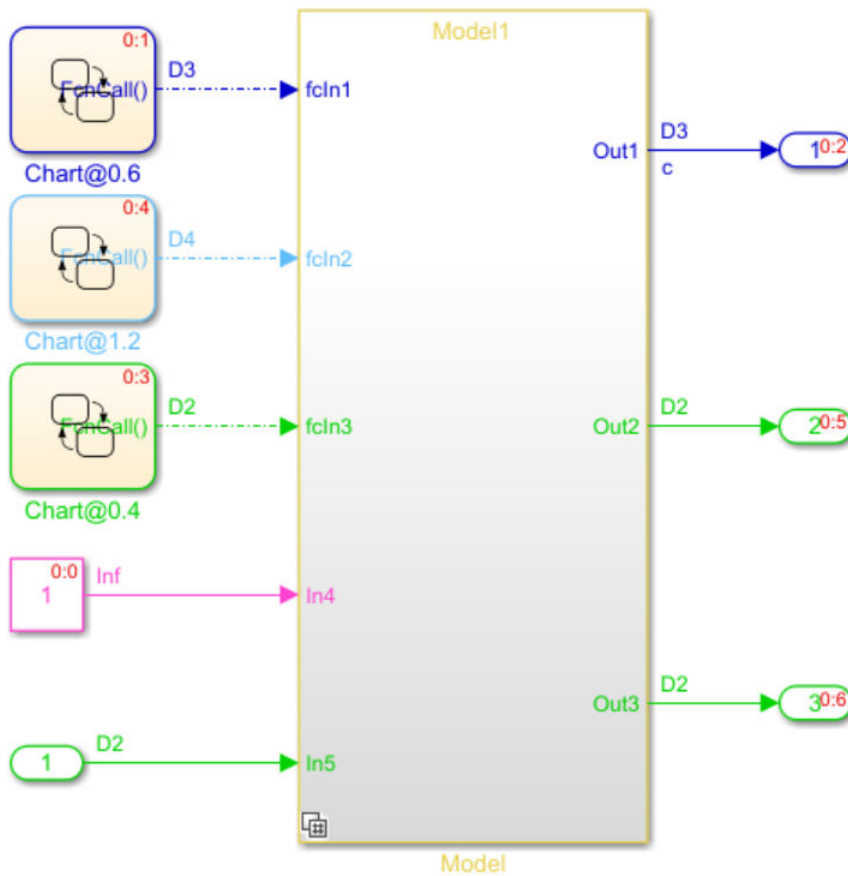 Model1
0:1
FcnCall()
D3
fcIn1
Chart@0.6
Out1
D3
c
1
0:2
0:4
FcnCall()
D4
fcIn2
Chart@1.2
0:3
FcnCall()
D2
fcIn3
Chart@0.4
Out2
D2
2
0:5
0:0
1
Inf
In4
Out3
D2
3
0:6
1
D2
In5
Model